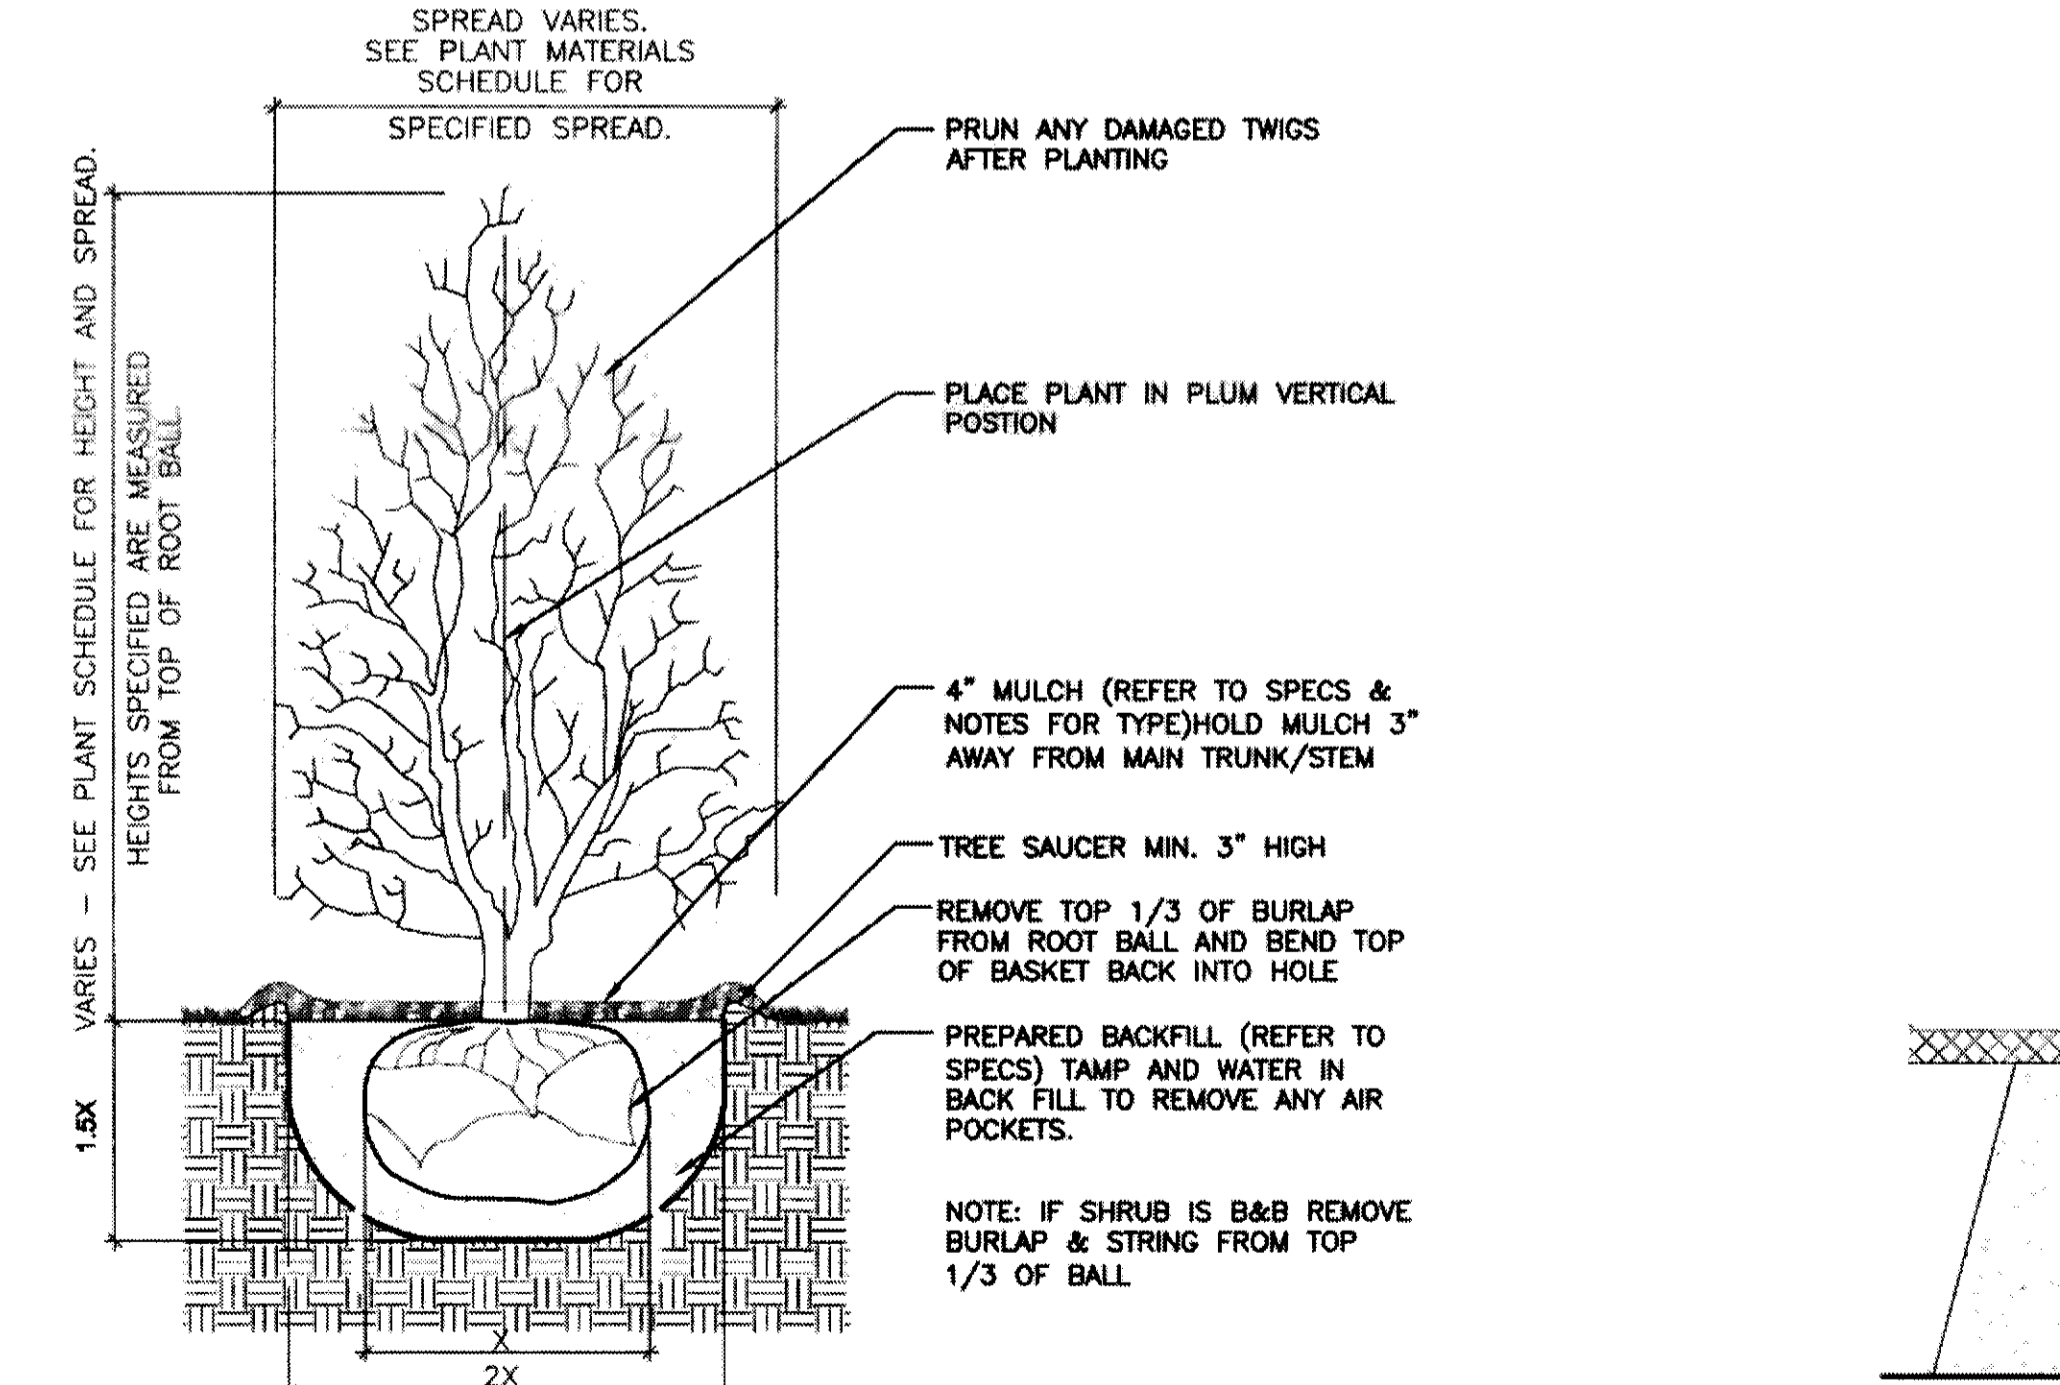 SPREAD VARIES.
SEE PLANT MATERIALS
SCHEDULE FOR
SPECIFIED SPREAD.
VARIES - SEE PLANT SCHEDULE FOR HEIGHT AND SPREAD.
HEIGHTS SPECIFIED ARE MEASURED
FROM TOP OF ROOT BALL
1.5X
PRUN ANY DAMAGED TWIGS
AFTER PLANTING
PLACE PLANT IN PLUM VERTICAL
POSTION
4" MULCH (REFER TO SPECS &
NOTES FOR TYPE)HOLD MULCH 3"
AWAY FROM MAIN TRUNK/STEM
TREE SAUCER MIN. 3" HIGH
REMOVE TOP 1/3 OF BURLAP
FROM ROOT BALL AND BEND TOP
OF BASKET BACK INTO HOLE
PREPARED BACKFILL (REFER TO
SPECS) TAMP AND WATER IN
BACK FILL TO REMOVE ANY AIR
POCKETS.
NOTE: IF SHRUB IS B&B REMOVE
BURLAP & STRING FROM TOP
1/3 OF BALL
X
2X